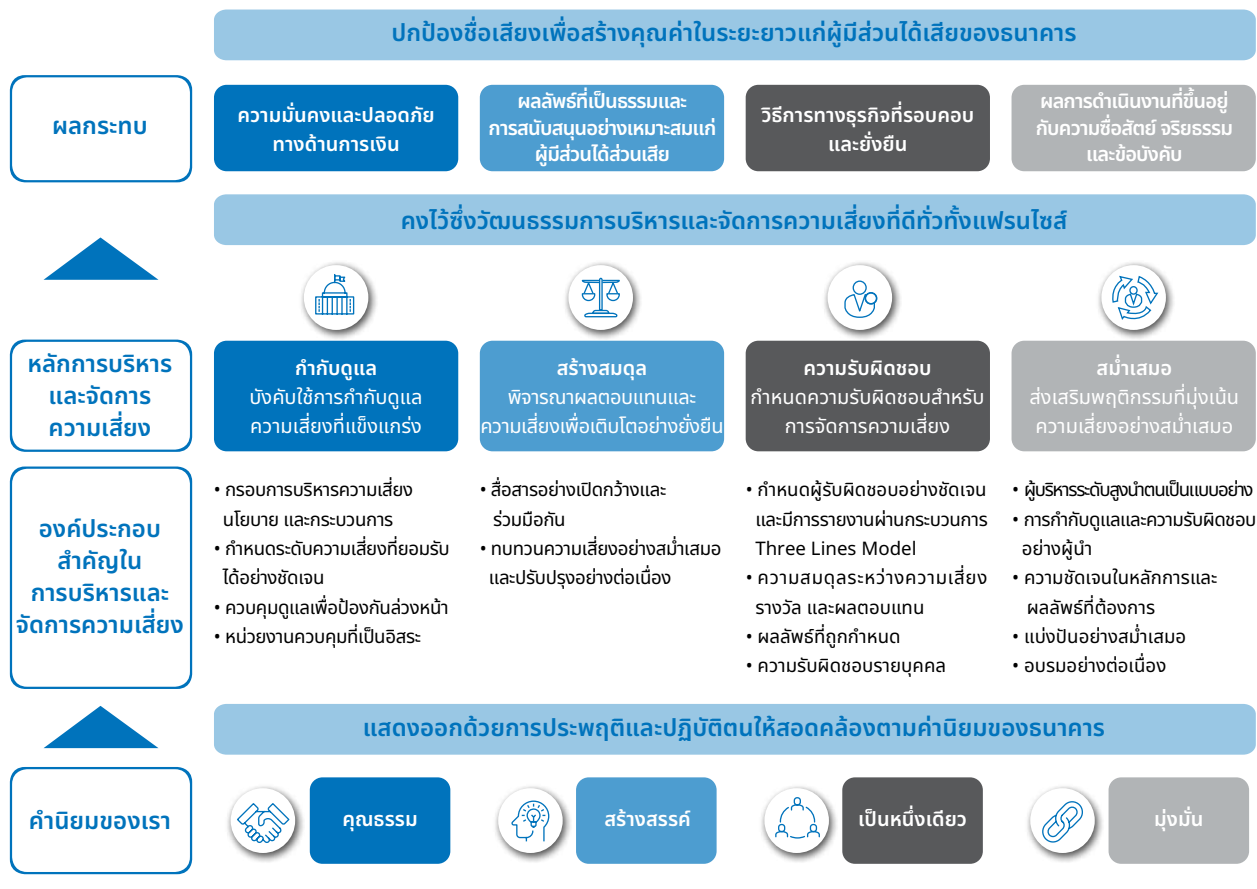 ปกป้องชื่อเสียงเพื่อสร้างคุณค่าในระยะยาวแก่ผู้มีส่วนได้เสียของธนาคาร
ผลกระทบ
ความมั่นคงและปลอดภัย
ทางด้านการเงิน
ผลลัพธ์ที่เป็นธรรมและ
การสนับสนุนอย่างเหมาะสมแก่
ผู้มีส่วนได้ส่วนเสีย
วิธีการทางธุรกิจที่รอบคอบ
และยั่งยืน
ผลการดำเนินงานที่ขึ้นอยู่
กับความซื่อสัตย์ จริยธรรม
และข้อบังคับ
คงไว้ซึ่งวัฒนธรรมการบริหารและจัดการความเสี่ยงที่ดีทั่วทั้งแฟรนไชส์
หลักการบริหาร
และจัดการ
ความเสี่ยง
กำกับดูแล
บังคับใช้การกำกับดูแล
ความเสี่ยงที่แข็งแกร่ง
สร้างสมดุล
พิจารณาผลตอบแทนและ
ความเสี่ยงเพื่อเติบโตอย่างยั่งยืน
ความรับผิดชอบ
กำหนดความรับผิดชอบสำหรับ
การจัดการความเสี่ยง
สม่ำเสมอ
ส่งเสริมพฤติกรรมที่มุ่งเน้น
ความเสี่ยงอย่างสม่ำเสมอ
องค์ประกอบ
สำคัญใน
การบริหารและ
จัดการความเสี่ยง
• กรอบการบริหารความเสี่ยง
นโยบาย และกระบวนการ
• กำหนดระดับความเสี่ยงที่ยอมรับ
ได้อย่างชัดเจน
• ควบคุมดูแลเพื่อป้องกันล่วงหน้า
• หน่วยงานควบคุมที่เป็นอิสระ
• สื่อสารอย่างเปิดกว้างและ
ร่วมมือกัน
• ทบทวนความเสี่ยงอย่างสม่ำเสมอ
และปรับปรุงอย่างต่อเนื่อง
• กำหนดผู้รับผิดชอบอย่างชัดเจน
และมีการรายงานผ่านกระบวนการ
Three Lines Model
• ความสมดุลระหว่างความเสี่ยง
รางวัล และผลตอบแทน
• ผลลัพธ์ที่ถูกกำหนด
• ความรับผิดชอบรายบุคคล
• ผู้บริหารระดับสูงนำตนเป็นแบบอย่าง
• การกำกับดูแลและความรับผิดชอบ
อย่างผู้นำ
• ความชัดเจนในหลักการและ
ผลลัพธ์ที่ต้องการ
• แบ่งปันอย่างสม่ำเสมอ
• อบรมอย่างต่อเนื่อง
แสดงออกด้วยการประพฤติและปฏิบัติตนให้สอดคล้องตามค่านิยมของธนาคาร
คำนิยมของเรา
คุณธรรม
สร้างสรรค์
เป็นหนึ่งเดียว
มุ่งมั่น